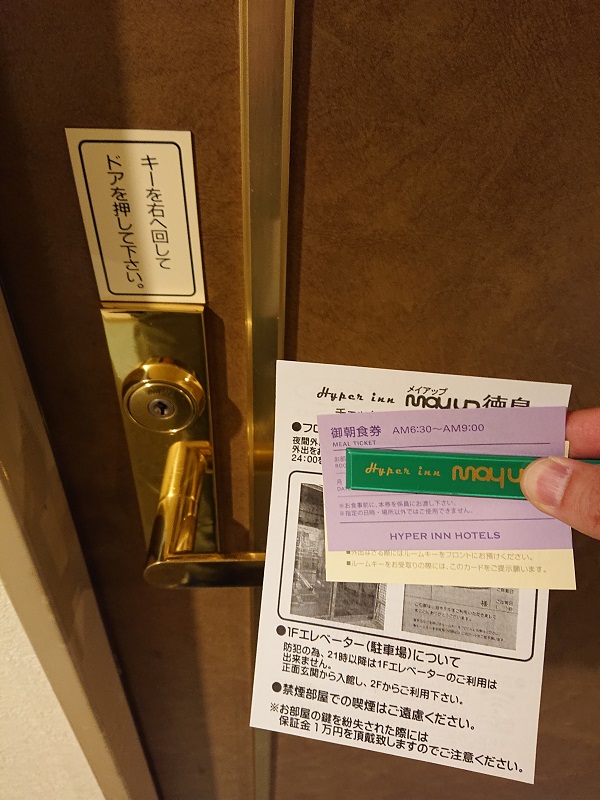 キーを右へ回して
ドアを押して下さい。
Hyper inn メイアップ may up 徳島
御朝食券 AM6:30〜AM9:00
MEAL TICKET
Hyper inn may up
※お食事前に、本券を係員にお渡し下さい。
※指定の日時・場所以外ではご使用できません。
HYPER INN HOTELS
●外出なさる際にはルームキーをフロントにお預けください。
●ルームキーをお受取りの際には、このカードをご提示願います。
●1Fエレベーター(駐車場)について
防犯の為、21時以降は1Fエレベーターのご利用は
出来ません。
正面玄関から入館し、2Fからご利用下さい。
●禁煙部屋での喫煙はご遠慮ください。
※お部屋の鍵を紛失された際には
保証金1万円を頂戴致しますのでご注意ください。